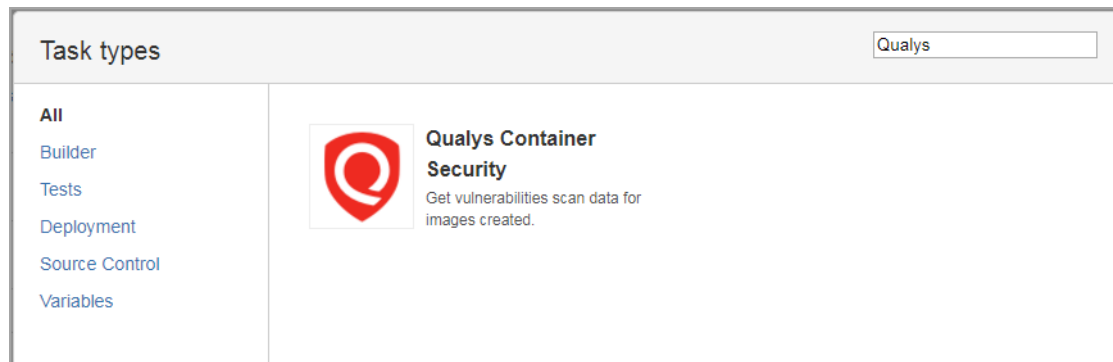 Task types
Qualys
All
Builder
Tests
Deployment
Source Control
Variables
Qualys Container
Security
Get vulnerabilities scan data for
images created.